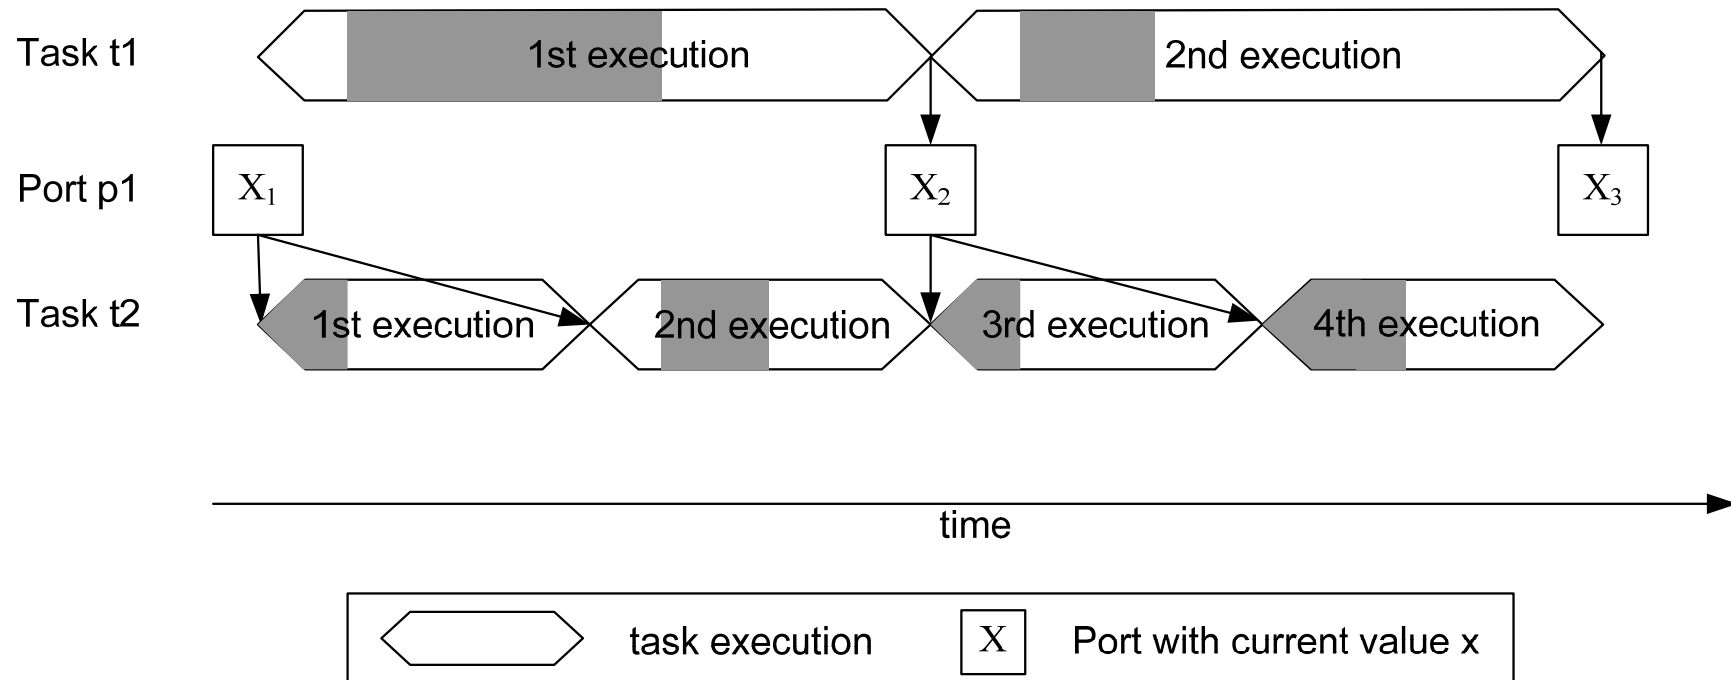 Task t1
1st execution
2nd execution
Port p1
X₁
X₂
X₃
Task t2
1st execution
2nd execution
3rd execution
4th execution
time
task execution
X
Port with current value x